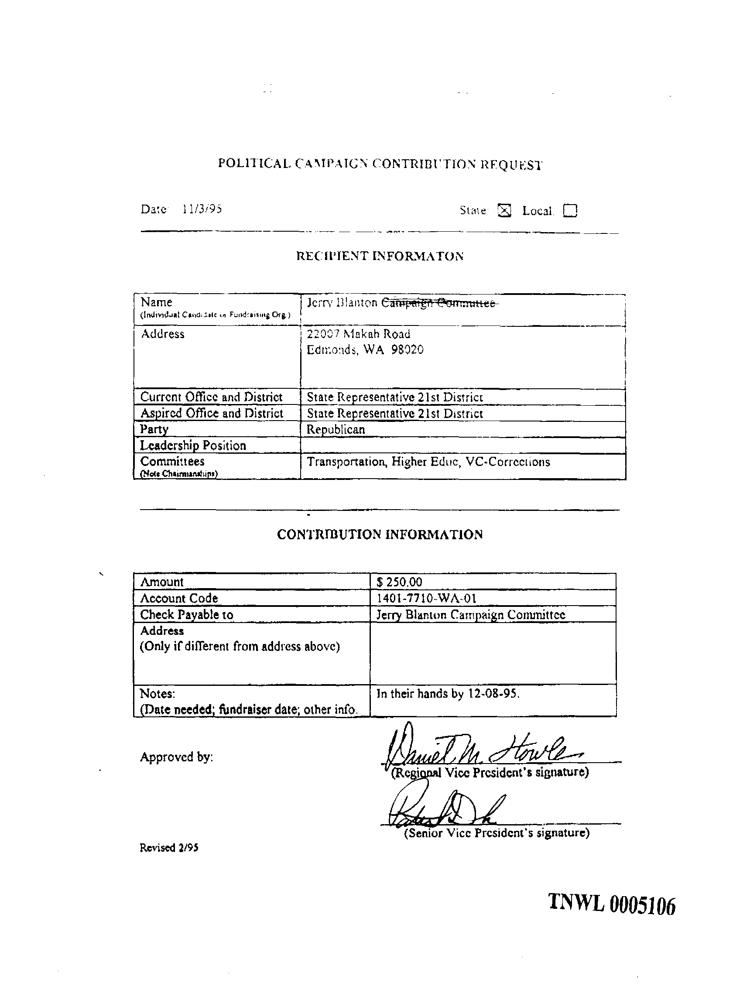 POLITICAL CAMPAIGN CONTRIBUTION REQUEST
Date 11/3/95 State Local
RECIPIENT INFORMATON
Name Jerry Blanton Campaign Committee
(Individual Candidate or Fundraising Org.)
Address 22007 Makah Road
Edmonds, WA 98020
Current Office and District State Representative 21st District
Aspired Office and District State Representative 21st District
Party Republican
Leadership Position
Committees Transportation, Higher Educ, VC-Corrections
(Note Chairmanships)
CONTRIBUTION INFORMATION
Amount $ 250.00
Account Code 1401-7710-WA-01
Check Payable to Jerry Blanton Campaign Committee
Address
(Only if different from address above)
Notes: In their hands by 12-08-95.
(Date needed; fundraiser date; other info.
Approved by: Daniel M. Howle
(Regional Vice President's signature)
(Senior Vice President's signature)
Revised 2/95
TNWL 0005106